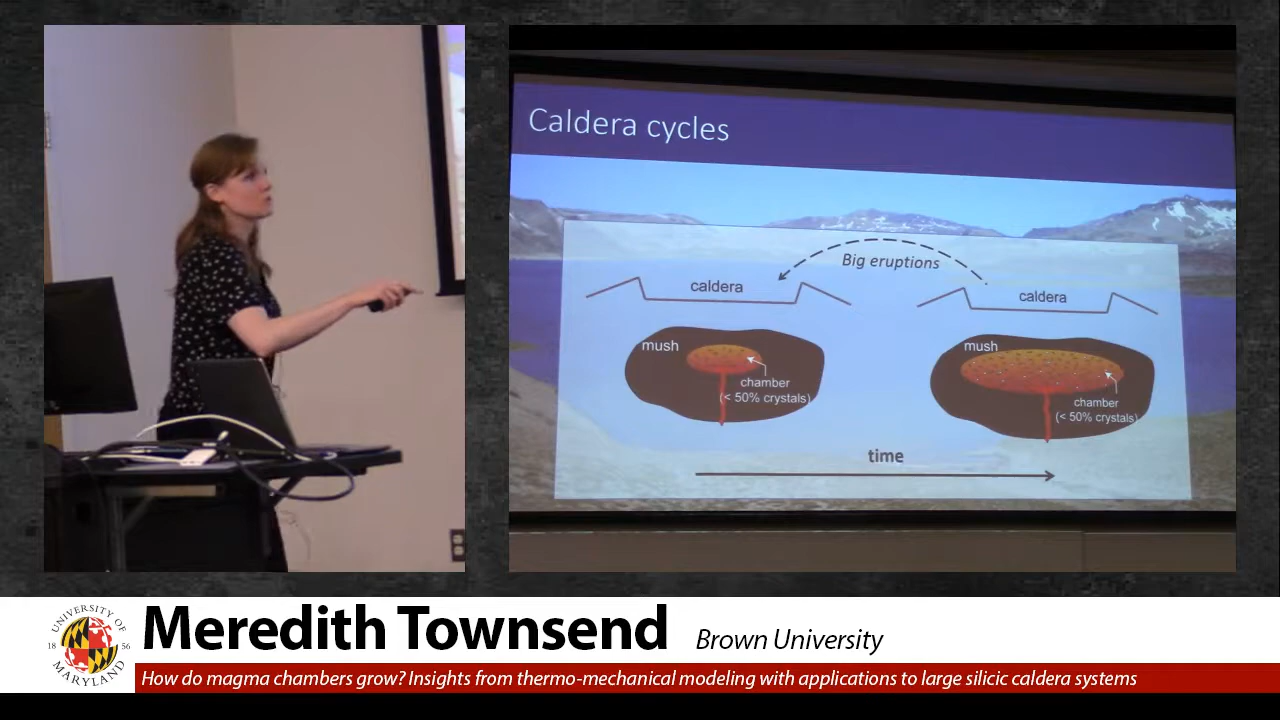 Caldera cycles
Big eruptions
caldera
caldera
mush
mush
chamber
(< 50% crystals)
chamber
(< 50% crystals)
time
UNIVERSITY OF
18 56
MARYLAND
Meredith Townsend
Brown University
How do magma chambers grow? Insights from thermo-mechanical modeling with applications to large silicic caldera systems